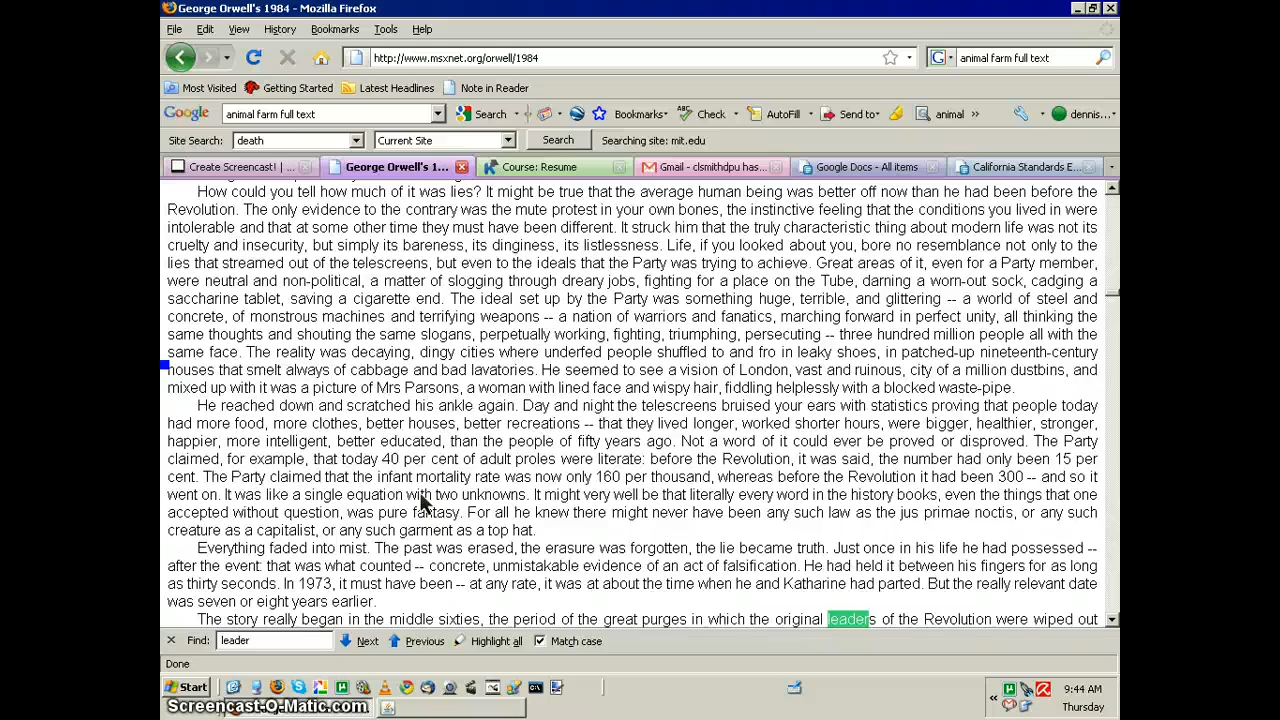 George Orwell's 1984 - Mozilla Firefox
File Edit View History Bookmarks Tools Help
http://www.msxnet.org/orwell/1984
G animal farm full text
Most Visited Getting Started Latest Headlines Note in Reader
Google animal farm full text Search Bookmarks Check AutoFill Send to animal dennis...
Site Search: death Current Site Search Searching site: mit.edu
Create Screencast! | ... George Orwell's 1... Course: Resume Gmail - clsmithdpu has... Google Docs - All items California Standards E...
How could you tell how much of it was lies? It might be true that the average human being was better off now than he had been before the
Revolution. The only evidence to the contrary was the mute protest in your own bones, the instinctive feeling that the conditions you lived in were
intolerable and that at some other time they must have been different. It struck him that the truly characteristic thing about modern life was not its
cruelty and insecurity, but simply its bareness, its dinginess, its listlessness. Life, if you looked about you, bore no resemblance not only to the
lies that streamed out of the telescreens, but even to the ideals that the Party was trying to achieve. Great areas of it, even for a Party member,
were neutral and non-political, a matter of slogging through dreary jobs, fighting for a place on the Tube, darning a worn-out sock, cadging a
saccharine tablet, saving a cigarette end. The ideal set up by the Party was something huge, terrible, and glittering -- a world of steel and
concrete, of monstrous machines and terrifying weapons -- a nation of warriors and fanatics, marching forward in perfect unity, all thinking the
same thoughts and shouting the same slogans, perpetually working, fighting, triumphing, persecuting -- three hundred million people all with the
same face. The reality was decaying, dingy cities where underfed people shuffled to and fro in leaky shoes, in patched-up nineteenth-century
houses that smelt always of cabbage and bad lavatories. He seemed to see a vision of London, vast and ruinous, city of a million dustbins, and
mixed up with it was a picture of Mrs Parsons, a woman with lined face and wispy hair, fiddling helplessly with a blocked waste-pipe.
He reached down and scratched his ankle again. Day and night the telescreens bruised your ears with statistics proving that people today
had more food, more clothes, better houses, better recreations -- that they lived longer, worked shorter hours, were bigger, healthier, stronger,
happier, more intelligent, better educated, than the people of fifty years ago. Not a word of it could ever be proved or disproved. The Party
claimed, for example, that today 40 per cent of adult proles were literate: before the Revolution, it was said, the number had only been 15 per
cent. The Party claimed that the infant mortality rate was now only 160 per thousand, whereas before the Revolution it had been 300 -- and so it
went on. It was like a single equation with two unknowns. It might very well be that literally every word in the history books, even the things that one
accepted without question, was pure fantasy. For all he knew there might never have been any such law as the jus primae noctis, or any such
creature as a capitalist, or any such garment as a top hat.
Everything faded into mist. The past was erased, the erasure was forgotten, the lie became truth. Just once in his life he had possessed --
after the event: that was what counted -- concrete, unmistakable evidence of an act of falsification. He had held it between his fingers for as long
as thirty seconds. In 1973, it must have been -- at any rate, it was at about the time when he and Katharine had parted. But the really relevant date
was seven or eight years earlier.
The story really began in the middle sixties, the period of the great purges in which the original leaders of the Revolution were wiped out
Find: leader Next Previous Highlight all Match case
Done
Start 9:44 AM
Thursday
Screencast-O-Matic.com